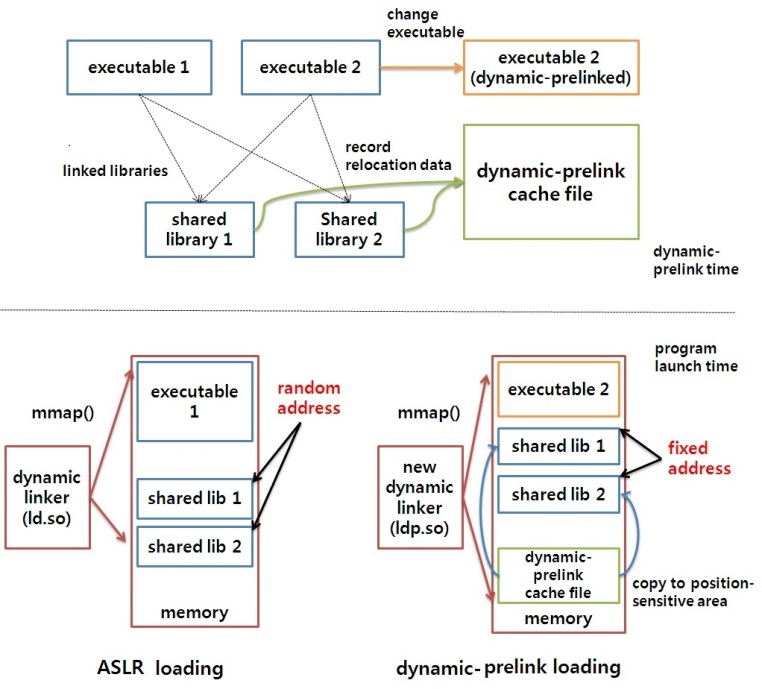 change
executable
executable 1
executable 2
executable 2
(dynamic-prelinked)
linked libraries
record
relocation data
dynamic-prelink
cache file
shared
library 1
Shared
library 2
dynamic-
prelink time
program
launch time
mmap()
executable
1
random
address
dynamic
linker
(ld.so)
shared lib 1
shared lib 2
memory
ASLR loading
mmap()
executable 2
new
dynamic
linker
(ldp.so)
shared lib 1
shared lib 2
fixed
address
dynamic-
prelink
cache file
copy to position-
sensitive area
memory
dynamic-prelink loading